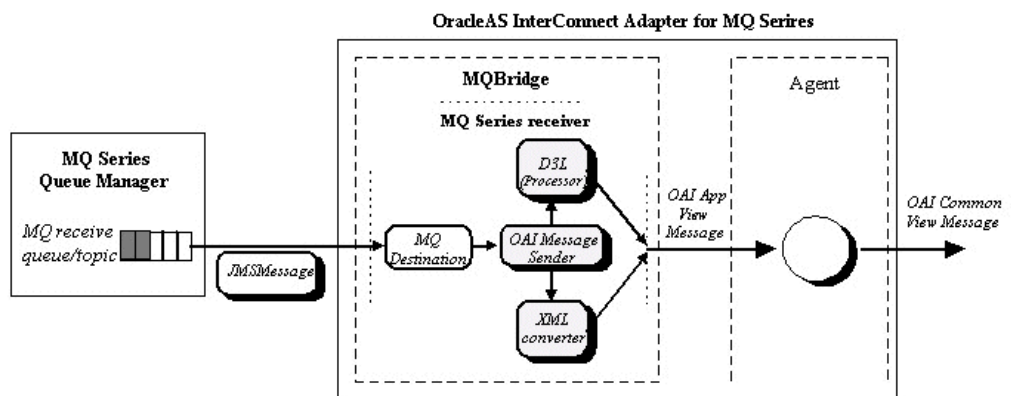 OracleAS InterConnect Adapter for MQ Serires
MQBridge
MQ Series receiver
Agent
MQ Series
Queue Manager
MQ receive
queue/topic
JMSMessage
MQ
Destination
OAI Message
Sender
D3L
(Processor)
XML
converter
OAI App
View
Message
OAI Common
View Message